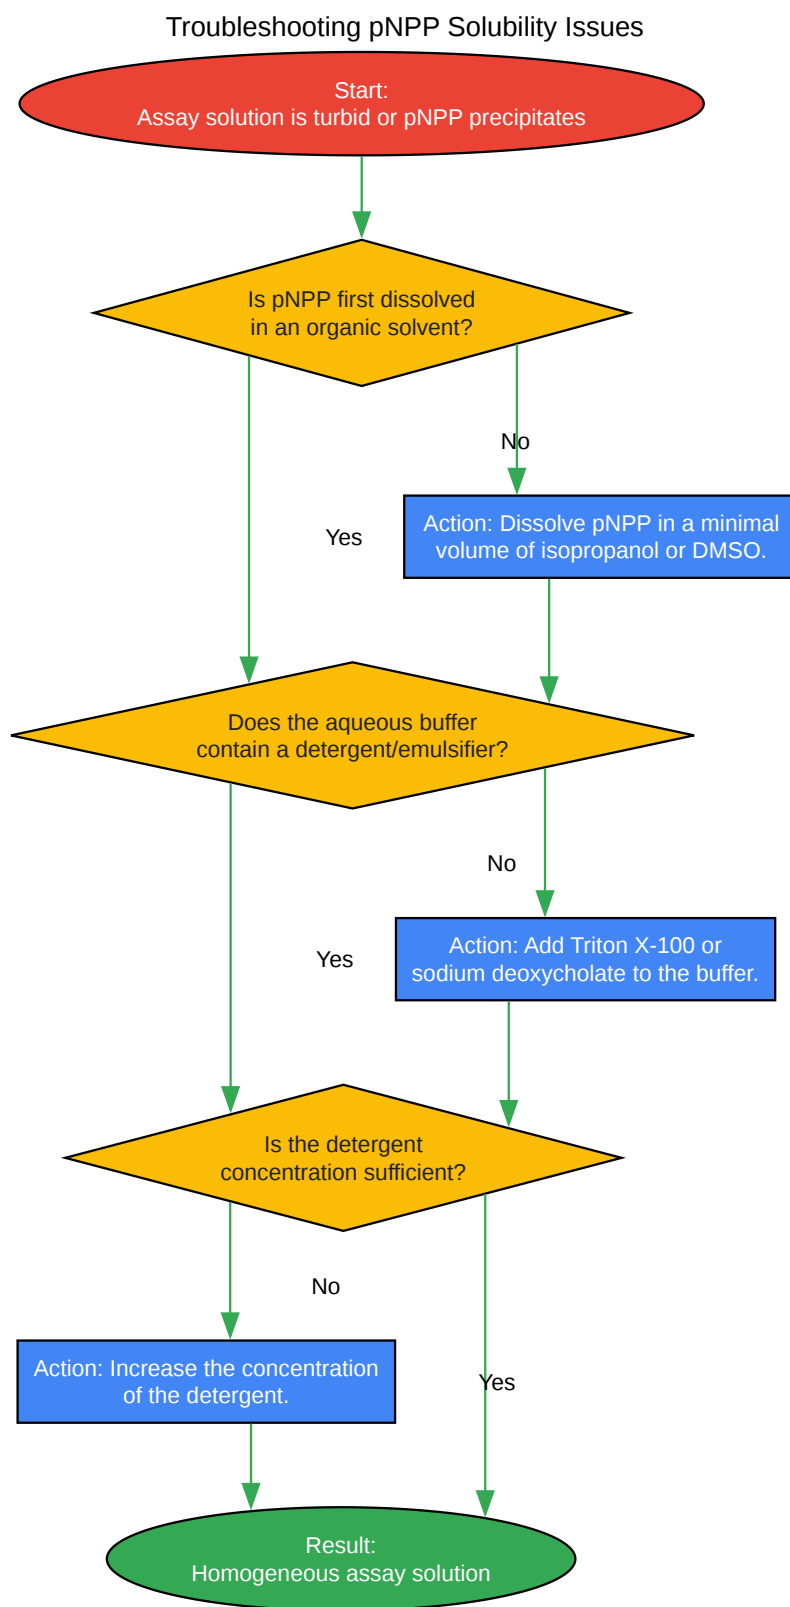 Troubleshooting pNPP Solubility Issues
Start:
Assay solution is turbid or pNPP precipitates
Is pNPP first dissolved
in an organic solvent?
No
Yes
Action: Dissolve pNPP in a minimal
volume of isopropanol or DMSO.
Does the aqueous buffer
contain a detergent/emulsifier?
No
Yes
Action: Add Triton X-100 or
sodium deoxycholate to the buffer.
Is the detergent
concentration sufficient?
No
Action: Increase the concentration
of the detergent.
Yes
Result:
Homogeneous assay solution